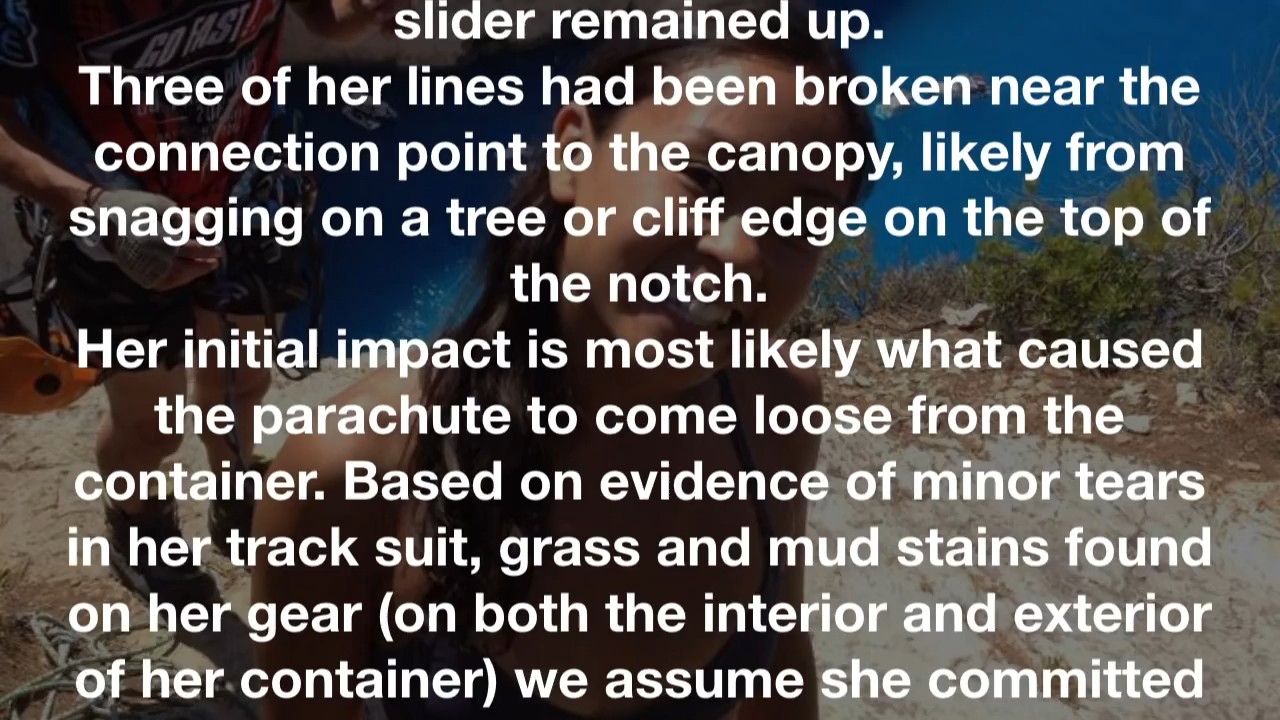 slider remained up.
Three of her lines had been broken near the
connection point to the canopy, likely from
snagging on a tree or cliff edge on the top of
the notch.
Her initial impact is most likely what caused
the parachute to come loose from the
container. Based on evidence of minor tears
in her track suit, grass and mud stains found
on her gear (on both the interior and exterior
of her container) we assume she committed
GO FAST!